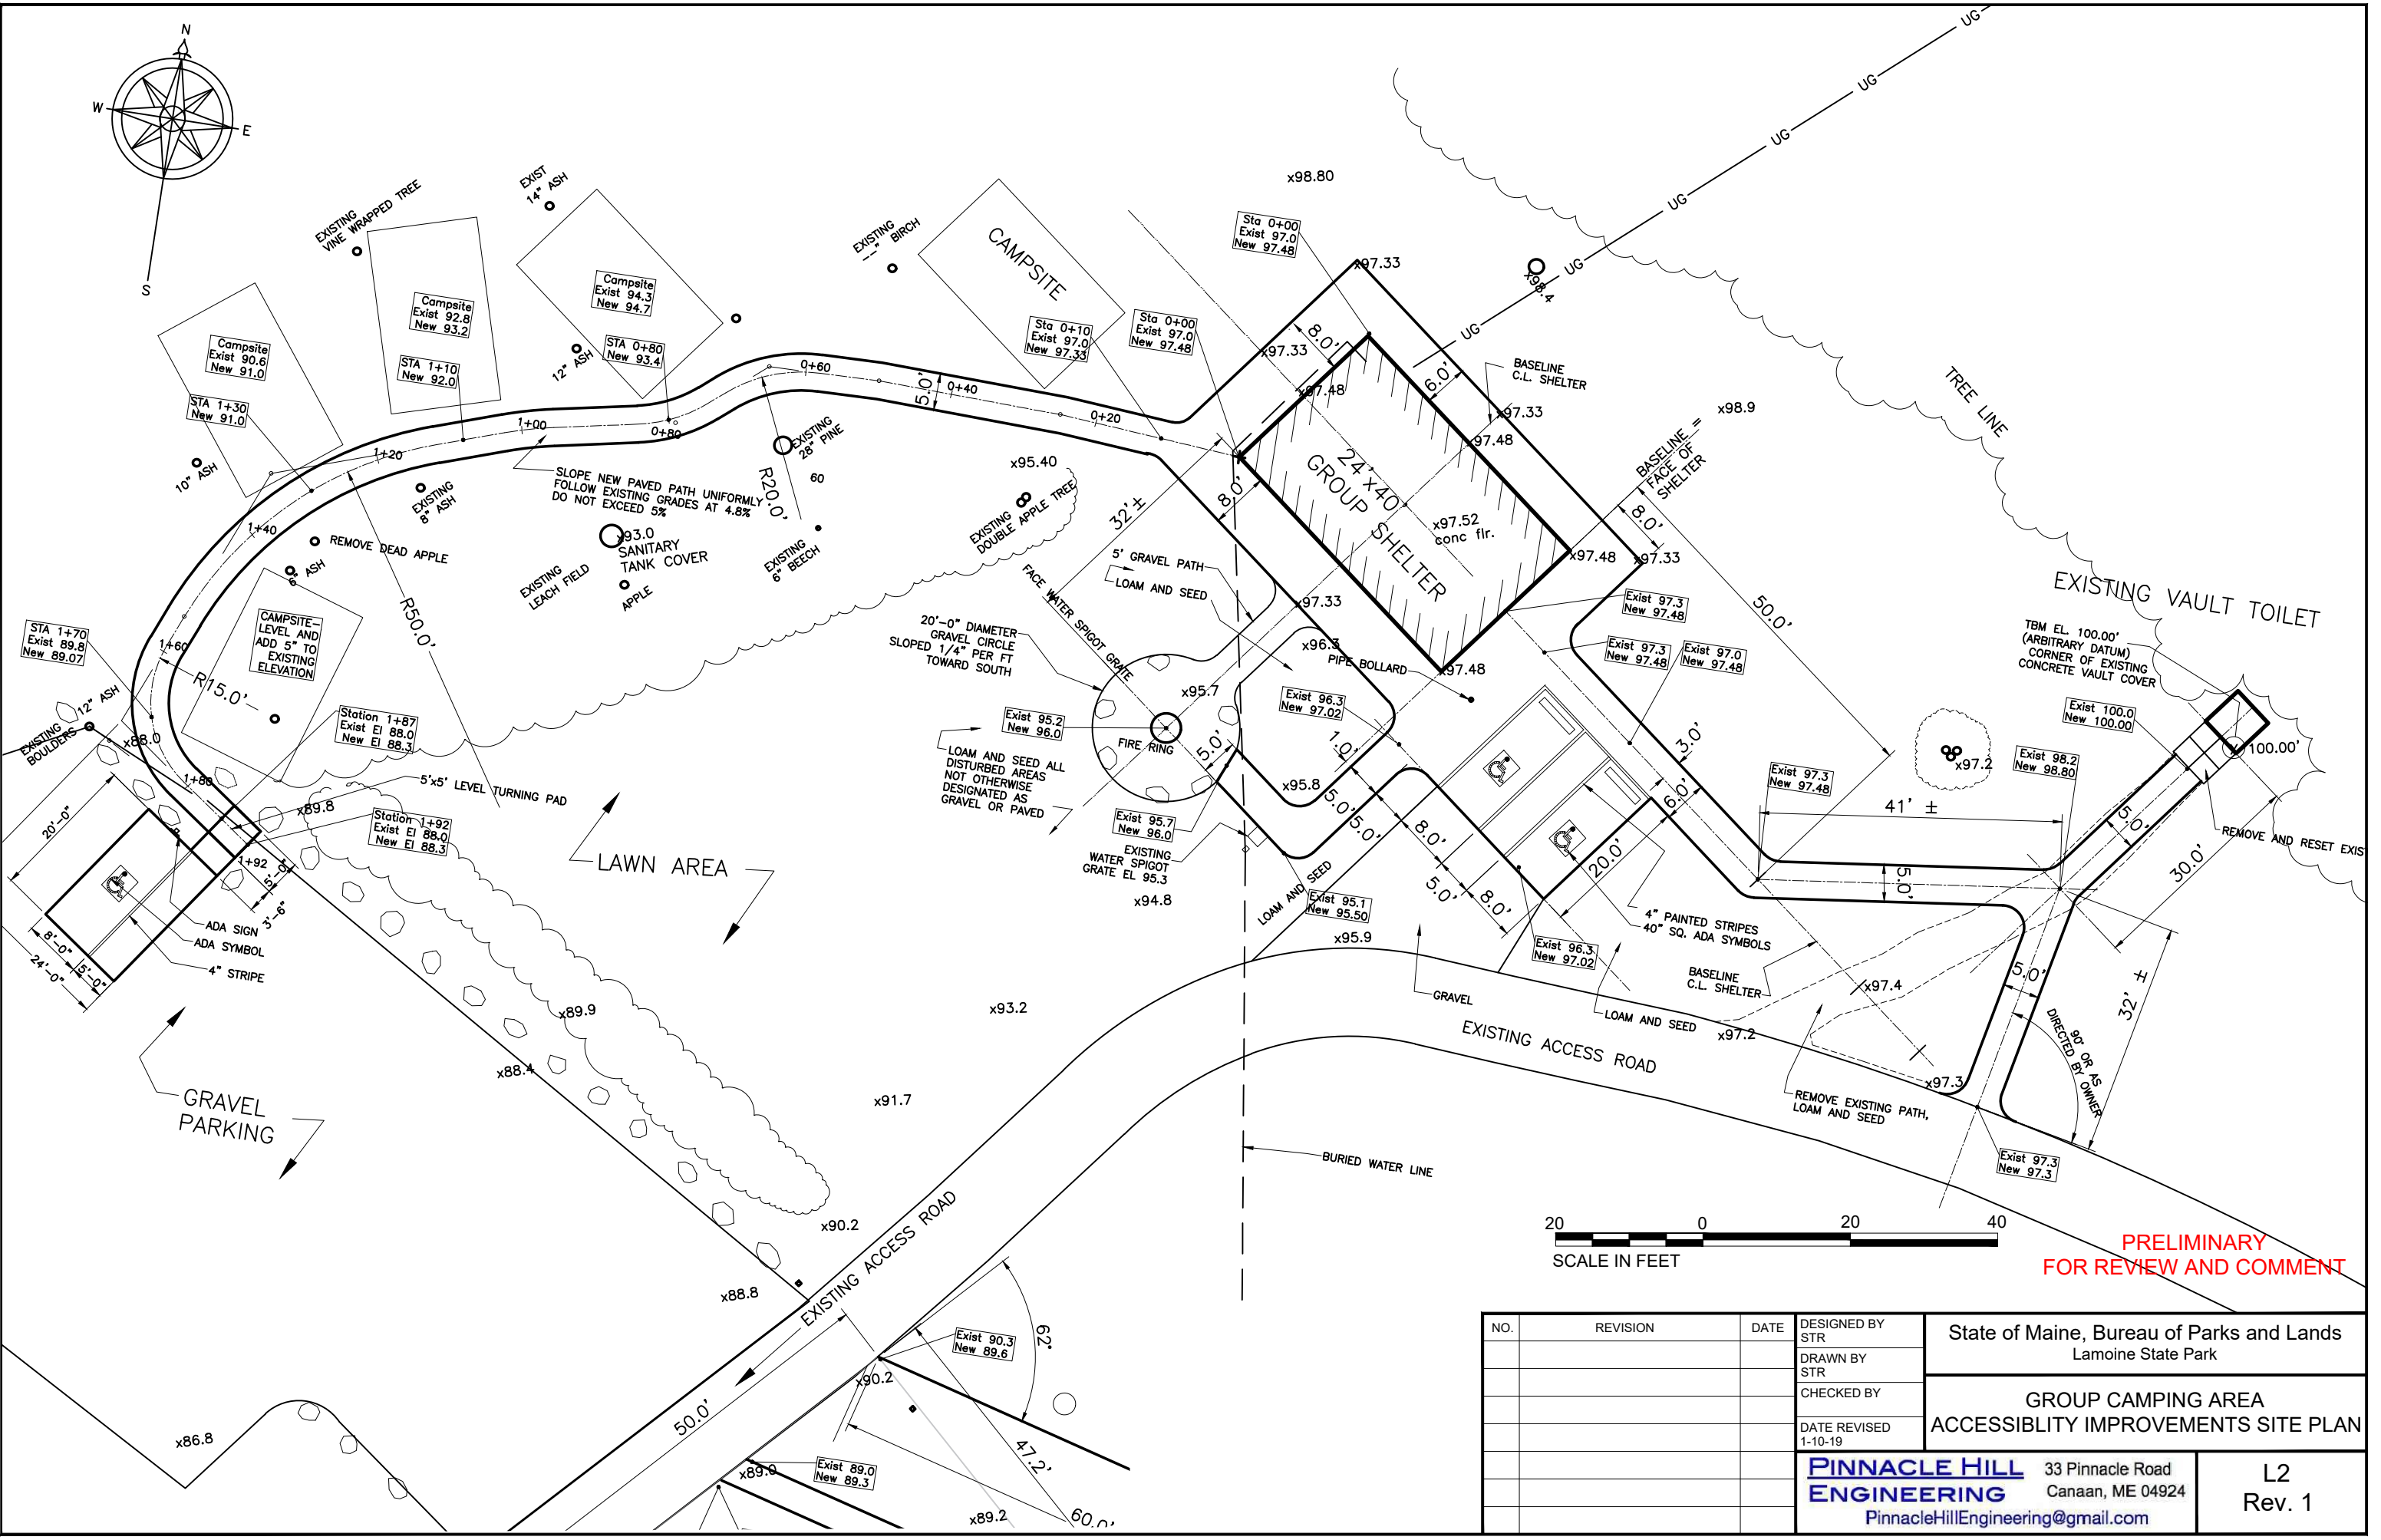 N
W
E
S
EXISTING
VINE WRAPPED TREE
EXIST
14" ASH
EXISTING
--" BIRCH
CAMPSITE
x98.80
UG
UG
UG
UG
UG
UG
Sta 0+00
Exist 97.0
New 97.48
x97.33
x98.4
Campsite
Exist 94.3
New 94.7
Campsite
Exist 92.8
New 93.2
Campsite
Exist 90.6
New 91.0
Sta 0+10
Exist 97.0
New 97.33
Sta 0+00
Exist 97.0
New 97.48
8.0'
x97.33
STA 0+80
New 93.4
STA 1+10
New 92.0
STA 1+30
New 91.0
12" ASH
0+60
0+40
0+20
5.0'
x97.48
6.0'
BASELINE
C.L. SHELTER
x97.33
x97.48
x98.9
TREE LINE
1+00
0+80
1+20
1+40
1+60
1+80
1+92
EXISTING
28" PINE
60
R20.0'
10" ASH
EXISTING
8" ASH
SLOPE NEW PAVED PATH UNIFORMLY
FOLLOW EXISTING GRADES AT 4.8%
DO NOT EXCEED 5%
x95.40
EXISTING
DOUBLE APPLE TREE
32'±
8.0'
24'x40'
GROUP SHELTER
x97.52
conc flr.
BASELINE =
FACE OF
SHELTER
8.0'
x97.48
x97.33
REMOVE DEAD APPLE
6" ASH
x93.0
SANITARY
TANK COVER
EXISTING
LEACH FIELD
APPLE
EXISTING
6" BEECH
5' GRAVEL PATH
LOAM AND SEED
FACE WATER SPIGOT GRATE
x97.33
R50.0'
50.0'
EXISTING VAULT TOILET
TBM EL. 100.00'
(ARBITRARY DATUM)
CORNER OF EXISTING
CONCRETE VAULT COVER
STA 1+70
Exist 89.8
New 89.07
CAMPSITE-
LEVEL AND
ADD 5" TO
EXISTING
ELEVATION
20'-0" DIAMETER
GRAVEL CIRCLE
SLOPED 1/4" PER FT
TOWARD SOUTH
x96.3
PIPE BOLLARD
x97.48
Exist 97.3
New 97.48
Exist 97.3
New 97.48
Exist 97.0
New 97.48
R15.0'
12" ASH
EXISTING
BOULDERS
x88.0
Station 1+87
Exist El 88.0
New El 88.3
x95.7
Exist 96.3
New 97.02
Exist 95.2
New 96.0
FIRE RING
5.0'
1.0'
3.0'
Exist 100.0
New 100.00
100.00'
x97.2
Exist 98.2
New 98.80
LOAM AND SEED ALL
DISTURBED AREAS
NOT OTHERWISE
DESIGNATED AS
GRAVEL OR PAVED
5'x5' LEVEL TURNING PAD
x89.8
Station 1+92
Exist El 88.0
New El 88.3
x95.8
Exist 95.7
New 96.0
5.0'
5.0'
8.0'
6.0'
Exist 97.3
New 97.48
41' ±
5.0'
REMOVE AND RESET EXIS
20'-0"
LAWN AREA
EXISTING
WATER SPIGOT
GRATE EL 95.3
LOAM AND SEED
5.0'
8.0'
20.0'
5.0'
30.0'
5'-0"
3'-6"
ADA SIGN
ADA SYMBOL
4" STRIPE
8'-0"
5'-0"
24'-0"
x94.8
Exist 95.1
New 95.50
x95.9
Exist 96.3
New 97.02
4" PAINTED STRIPES
40" SQ. ADA SYMBOLS
BASELINE
C.L. SHELTER
x97.4
5.0'
32' ±
x89.9
x93.2
GRAVEL
LOAM AND SEED
EXISTING ACCESS ROAD
x97.2
x97.3
90° OR AS
DIRECTED BY OWNER
x88.4
GRAVEL
PARKING
x91.7
REMOVE EXISTING PATH,
LOAM AND SEED
Exist 97.3
New 97.3
BURIED WATER LINE
x90.2
EXISTING ACCESS ROAD
20 0 20 40
SCALE IN FEET
PRELIMINARY
FOR REVIEW AND COMMENT
x88.8
Exist 90.3
New 89.6
62°
x90.2
50.0'
47.2'
x86.8
x89.0
Exist 89.0
New 89.3
x89.2
60.0'
NO. REVISION DATE
DESIGNED BY
STR
DRAWN BY
STR
CHECKED BY
DATE REVISED
1-10-19
State of Maine, Bureau of Parks and Lands
Lamoine State Park
GROUP CAMPING AREA
ACCESSIBLITY IMPROVEMENTS SITE PLAN
PINNACLE HILL
ENGINEERING
33 Pinnacle Road
Canaan, ME 04924
PinnacleHillEngineering@gmail.com
L2
Rev. 1